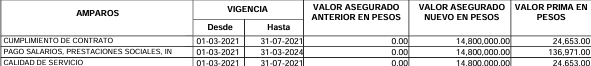 AMPAROS VIGENCIA VALOR ASEGURADO ANTERIOR EN PESOS VALOR ASEGURADO NUEVO EN PESOS VALOR PRIMA EN PESOS
Desde Hasta
CUMPLIMIENTO DE CONTRATO 01-03-2021 31-07-2021 0.00 14,800,000.00 24,653.00
PAGO SALARIOS, PRESTACIONES SOCIALES, IN 01-03-2021 31-03-2024 0.00 14,800,000.00 136,971.00
CALIDAD DE SERVICIO 01-03-2021 31-07-2021 0.00 14,800,000.00 24,653.00